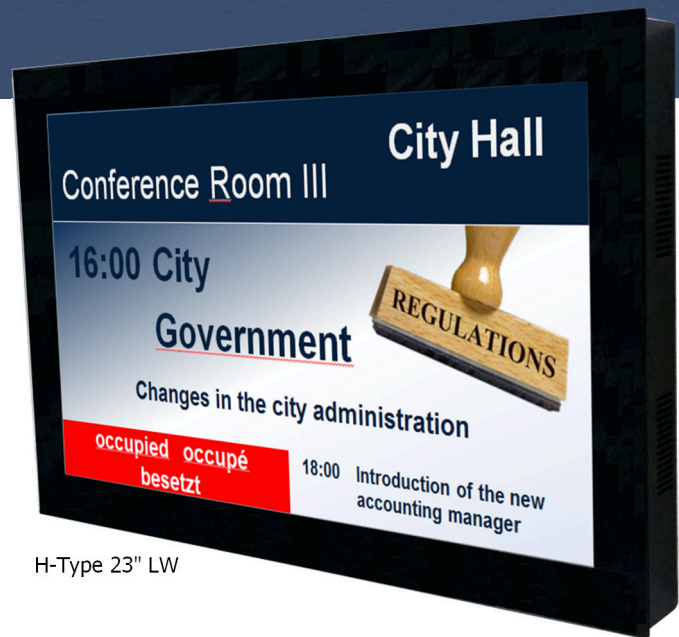 City Hall
Conference Room III
16:00 City
Government
REGULATIONS
Changes in the city administration
occupied occupé
besetzt
18:00 Introduction of the new
accounting manager
H-Type 23" LW